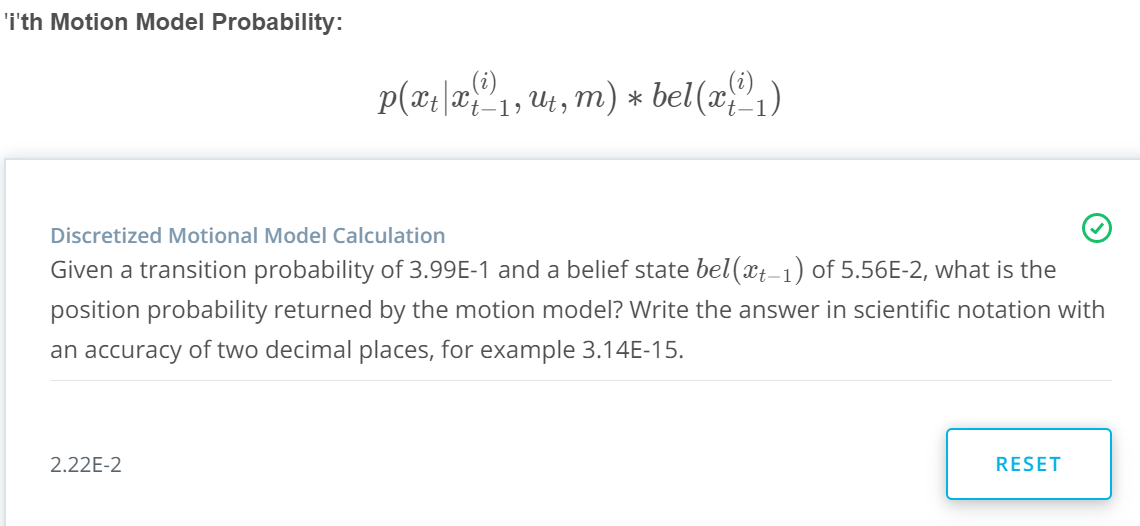 'i'th Motion Model Probability:
p(x_t|x_{t-1}^{(i)}, u_t, m) * bel(x_{t-1}^{(i)})
Discretized Motional Model Calculation
Given a transition probability of 3.99E-1 and a belief state bel(x_{t-1}) of 5.56E-2, what is the
position probability returned by the motion model? Write the answer in scientific notation with
an accuracy of two decimal places, for example 3.14E-15.
2.22E-2
RESET